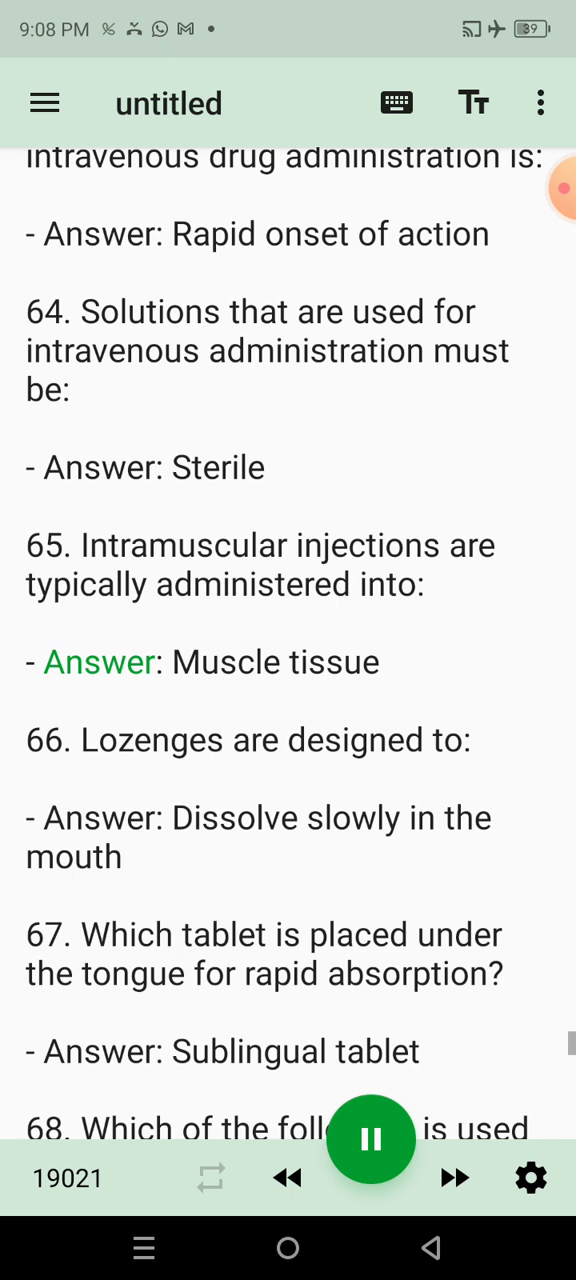 9:08 PM
39
untitled
intravenous drug administration is:
- Answer: Rapid onset of action
64. Solutions that are used for
intravenous administration must
be:
- Answer: Sterile
65. Intramuscular injections are
typically administered into:
- Answer: Muscle tissue
66. Lozenges are designed to:
- Answer: Dissolve slowly in the
mouth
67. Which tablet is placed under
the tongue for rapid absorption?
- Answer: Sublingual tablet
68. Which of the is used
19021